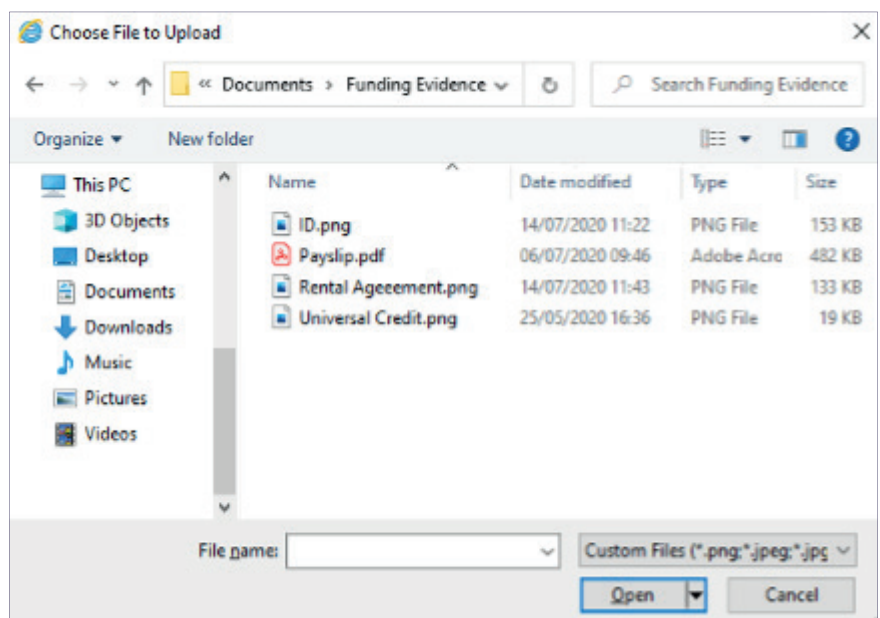 Choose File to Upload
« Documents › Funding Evidence
Search Funding Evidence
Organize New folder
This PC
3D Objects
Desktop
Documents
Downloads
Music
Pictures
Videos
Name Date modified Type Size
ID.png 14/07/2020 11:22 PNG File 153 KB
Payslip.pdf 06/07/2020 09:46 Adobe Acro 482 KB
Rental Ageeement.png 14/07/2020 11:43 PNG File 133 KB
Universal Credit.png 25/05/2020 16:36 PNG File 19 KB
File name: Custom Files (*.png;*.jpeg;*.jpg
Open Cancel